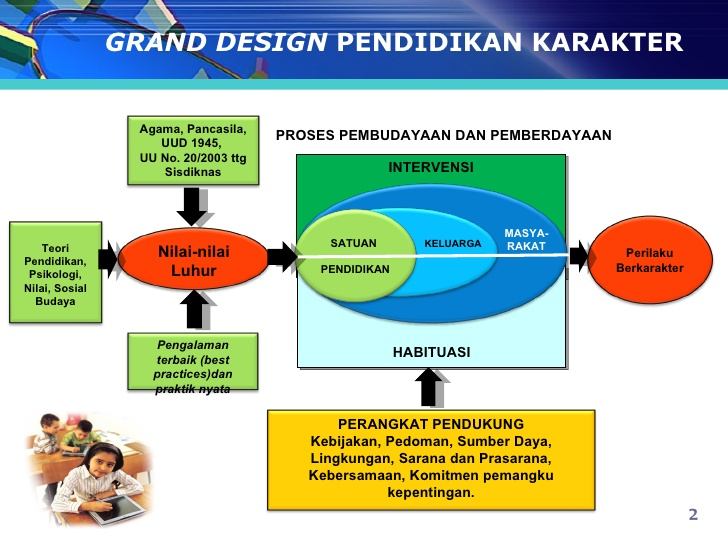 GRAND DESIGN PENDIDIKAN KARAKTER
Agama, Pancasila,
UUD 1945,
UU No. 20/2003 ttg
Sisdiknas
PROSES PEMBUDAYAAN DAN PEMBERDAYAAN
INTERVENSI
Teori
Pendidikan,
Psikologi,
Nilai, Sosial
Budaya
Nilai-nilai
Luhur
SATUAN
PENDIDIKAN
KELUARGA
MASYA-
RAKAT
Perilaku
Berkarakter
HABITUASI
Pengalaman
terbaik (best
practices)dan
praktik nyata
PERANGKAT PENDUKUNG
Kebijakan, Pedoman, Sumber Daya,
Lingkungan, Sarana dan Prasarana,
Kebersamaan, Komitmen pemangku
kepentingan.
2